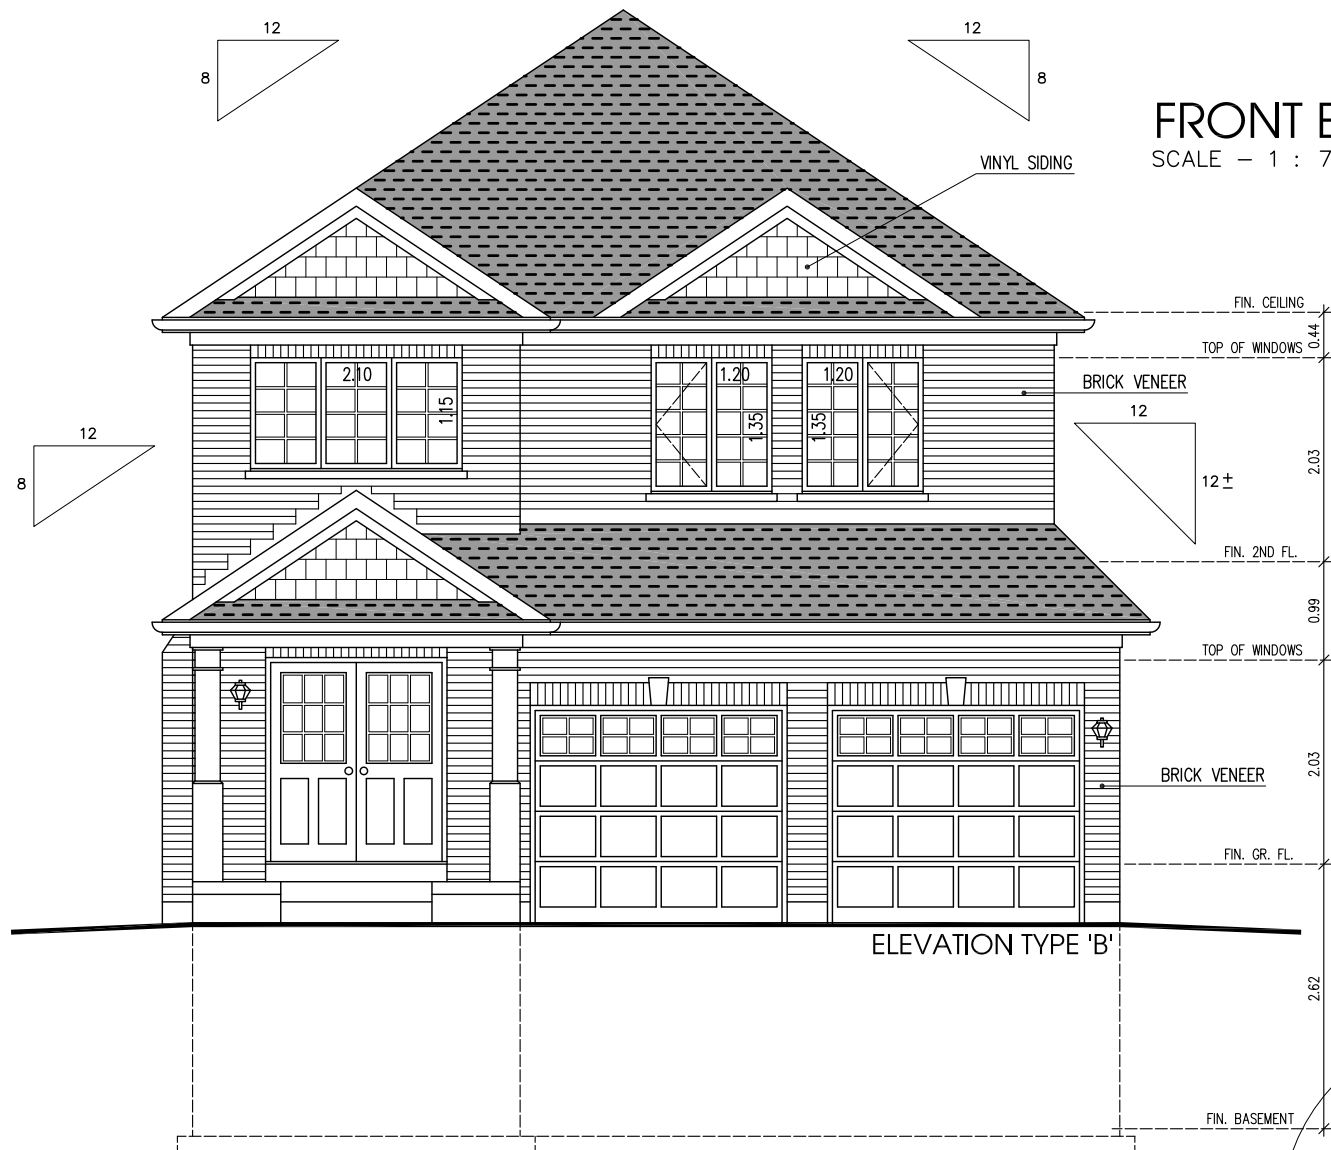 12
12
8
8
FRONT E
SCALE - 1 : 7
VINYL SIDING
FIN. CEILING
0.44
TOP OF WINDOWS
2.10
1.20
1.20
BRICK VENEER
1.15
1.35
1.35
12
12
2.03
8
12±
FIN. 2ND FL.
0.99
TOP OF WINDOWS
2.03
BRICK VENEER
FIN. GR. FL.
ELEVATION TYPE 'B'
2.62
FIN. BASEMENT